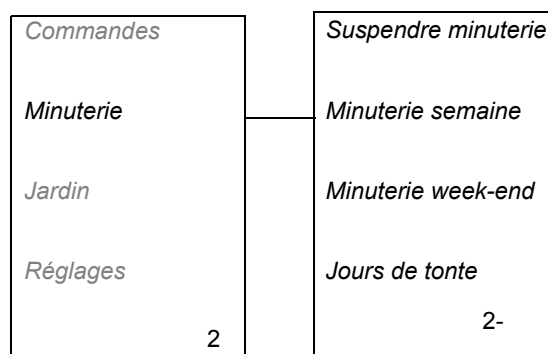 Commandes
Minuterie
Jardin
Réglages
2
Suspendre minuterie
Minuterie semaine
Minuterie week-end
Jours de tonte
2-